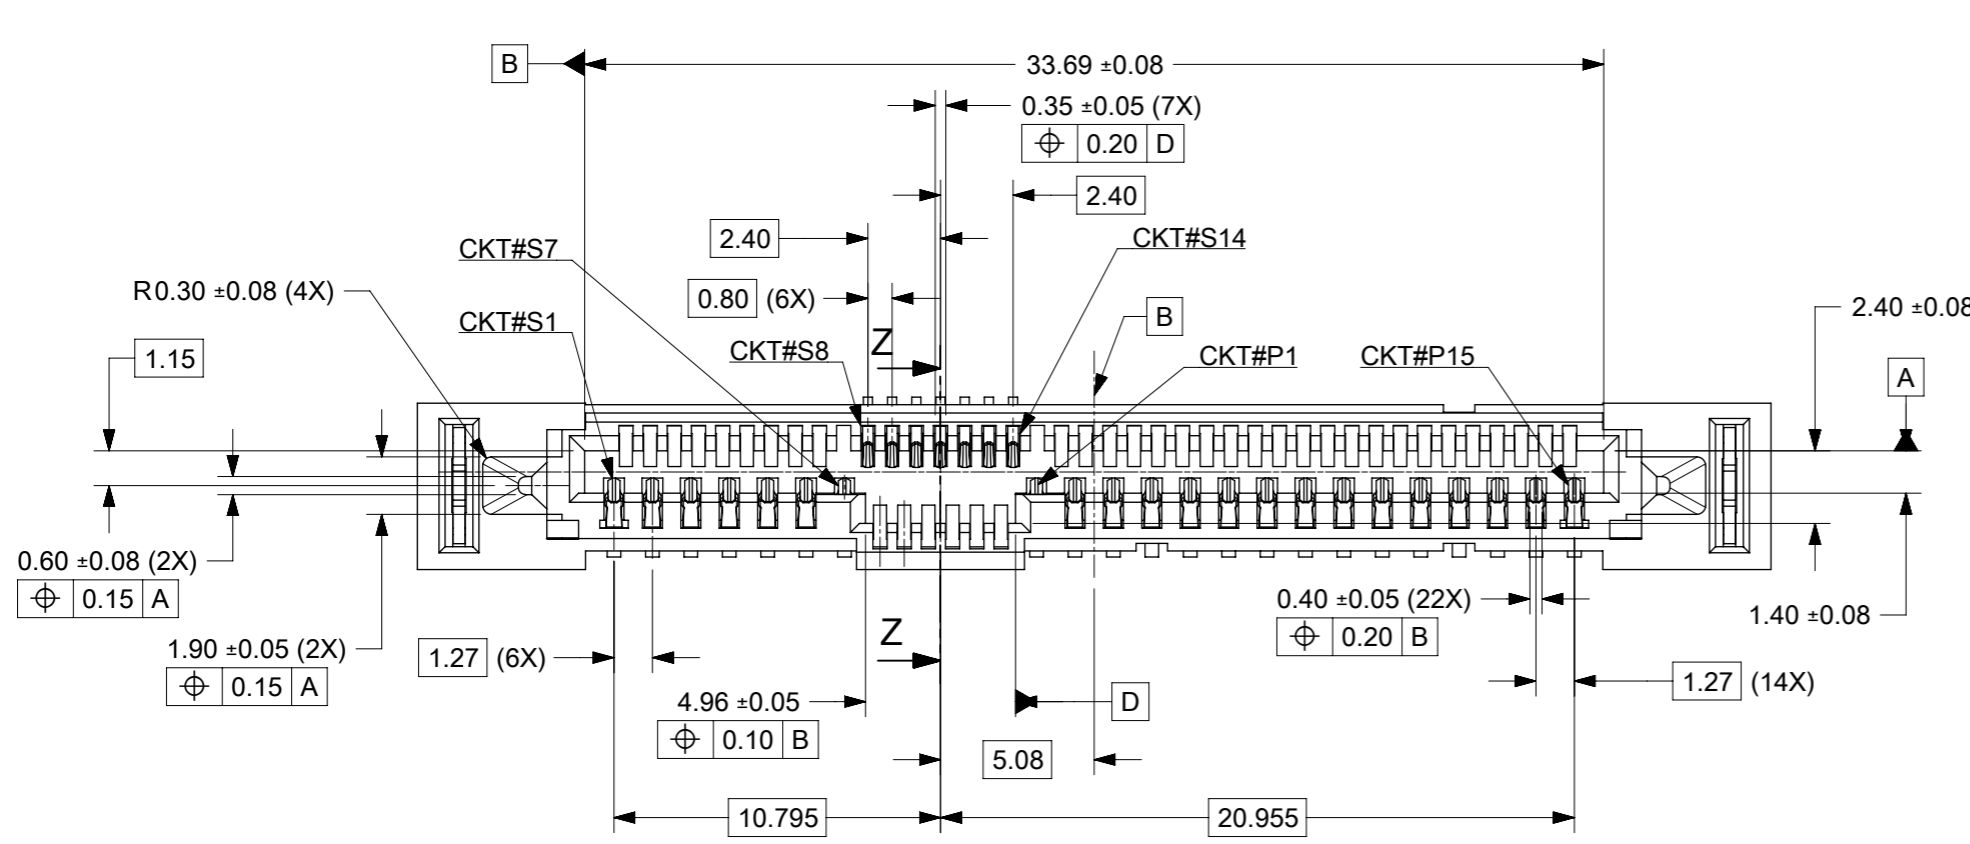 B
33.69 ±0.08
0.35 ±0.05 (7X)
⌖ 0.20 D
2.40
2.40
CKT#S7
CKT#S14
R0.30 ±0.08 (4X)
0.80 (6X)
B
2.40 ±0.08
CKT#S1
Z
CKT#S8
CKT#P1
CKT#P15
1.15
A
0.60 ±0.08 (2X)
⌖ 0.15 A
0.40 ±0.05 (22X)
⌖ 0.20 B
1.40 ±0.08
1.90 ±0.05 (2X)
⌖ 0.15 A
1.27 (6X)
Z
1.27 (14X)
4.96 ±0.05
⌖ 0.10 B
D
5.08
10.795
20.955